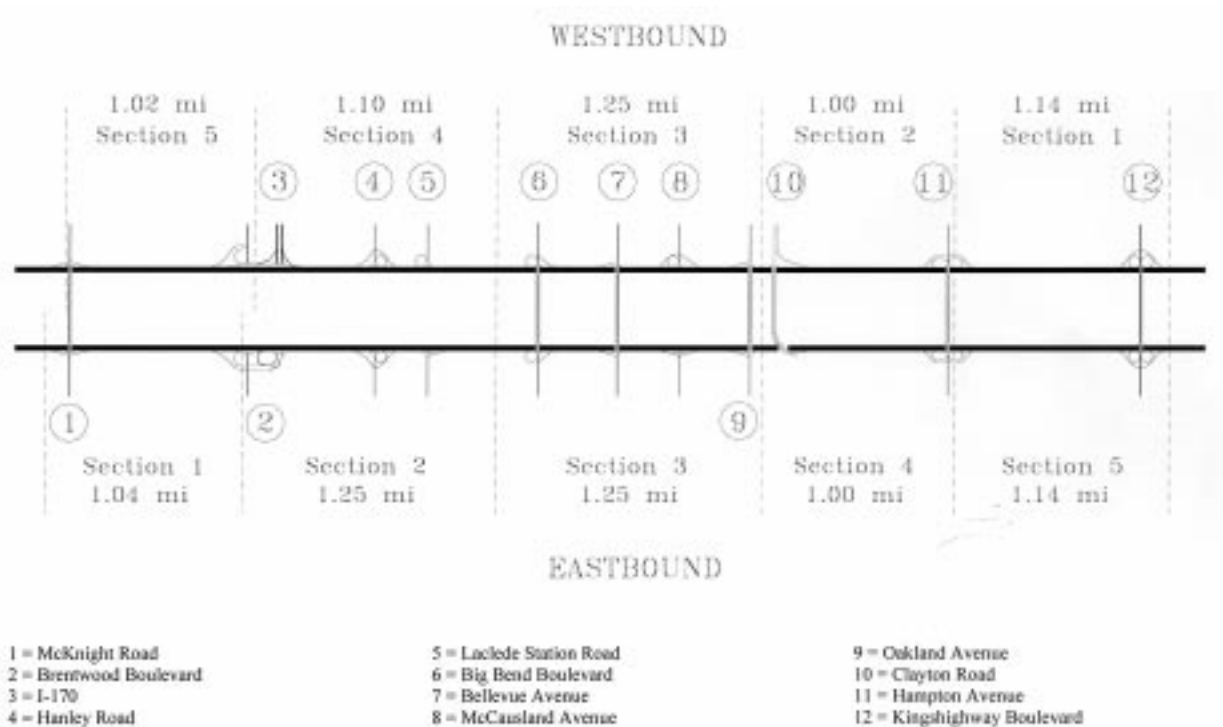 WESTBOUND
1.02 mi 1.10 mi 1.25 mi 1.00 mi 1.14 mi
Section 5 Section 4 Section 3 Section 2 Section 1
3 4 5 6 7 8 10 11 12
1 2 9
Section 1 Section 2 Section 3 Section 4 Section 5
1.04 mi 1.25 mi 1.25 mi 1.00 mi 1.14 mi
EASTBOUND
1 = McKnight Road
2 = Brentwood Boulevard
3 = I-170
4 = Hanley Road
5 = Laclede Station Road
6 = Big Bend Boulevard
7 = Bellevue Avenue
8 = McCausland Avenue
9 = Oakland Avenue
10 = Clayton Road
11 = Hampton Avenue
12 = Kingshighway Boulevard